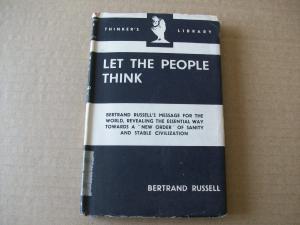 THINKER'S LIBRARY
LET THE PEOPLE
THINK
BERTRAND RUSSELL'S MESSAGE FOR THE
WORLD, REVEALING THE ESSENTIAL WAY
TOWARDS A "NEW ORDER" OF SANITY
AND STABLE CIVILIZATION
BERTRAND RUSSELL